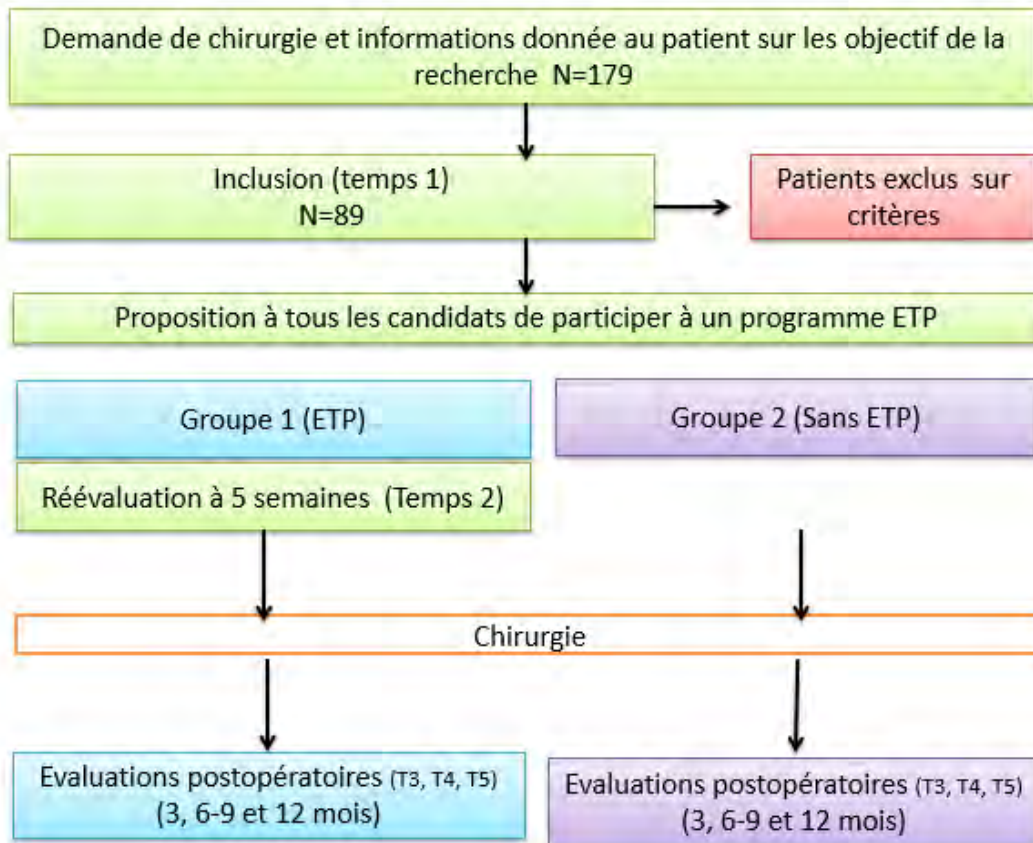 Demande de chirurgie et informations donnée au patient sur les objectif de la
recherche N=179
Inclusion (temps 1)
N=89
Patients exclus sur
critères
Proposition à tous les candidats de participer à un programme ETP
Groupe 1 (ETP)
Groupe 2 (Sans ETP)
Réévaluation à 5 semaines (Temps 2)
Chirurgie
Evaluations postopératoires (T3, T4, T5)
(3, 6-9 et 12 mois)
Evaluations postopératoires (T3, T4, T5)
(3, 6-9 et 12 mois)